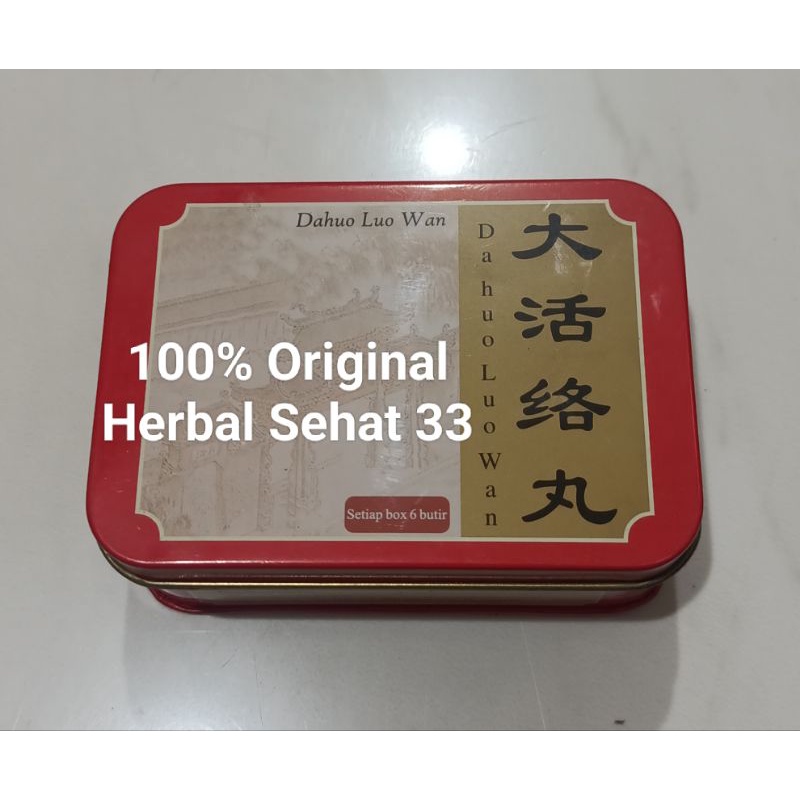 Dahuo Luo Wan
Da huo Luo Wan
大活络丸
100% Original
Herbal Sehat 33
Setiap box 6 butir